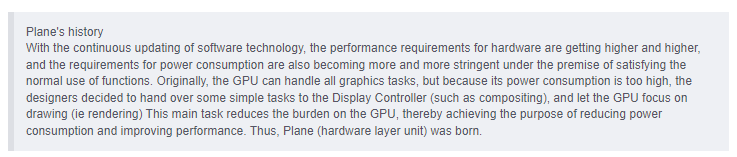 Plane's history
With the continuous updating of software technology, the performance requirements for hardware are getting higher and higher,
and the requirements for power consumption are also becoming more and more stringent under the premise of satisfying the
normal use of functions. Originally, the GPU can handle all graphics tasks, but because its power consumption is too high, the
designers decided to hand over some simple tasks to the Display Controller (such as compositing), and let the GPU focus on
drawing (ie rendering) This main task reduces the burden on the GPU, thereby achieving the purpose of reducing power
consumption and improving performance. Thus, Plane (hardware layer unit) was born.